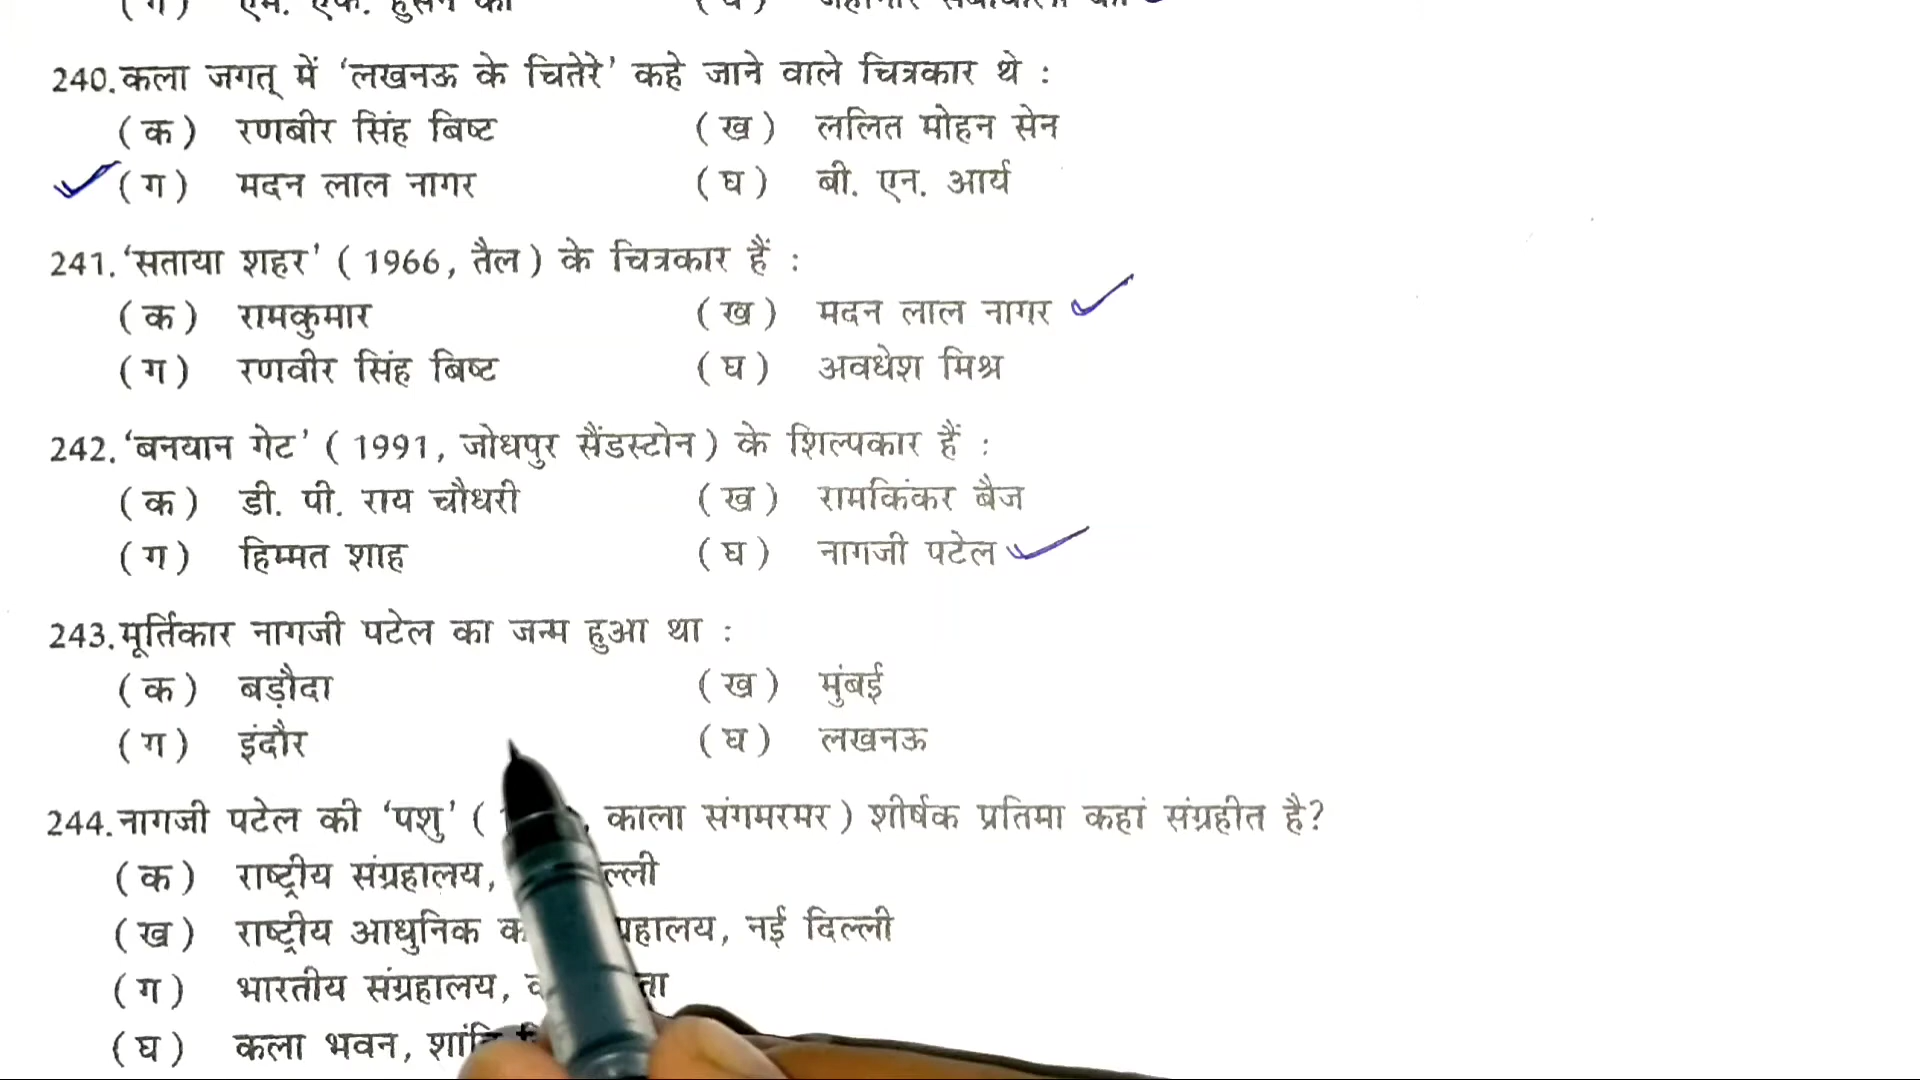 240. कला जगत् में ‘लखनऊ के चितेरे’ कहे जाने वाले चित्रकार थे :
(क) रणबीर सिंह बिष्ट (ख) ललित मोहन सेन
(ग) मदन लाल नागर (घ) बी. एन. आर्य
241. ‘सताया शहर’ (1966, तैल) के चित्रकार हैं :
(क) रामकुमार (ख) मदन लाल नागर
(ग) रणवीर सिंह बिष्ट (घ) अवधेश मिश्र
242. ‘बनयान गेट’ (1991, जोधपुर सैंडस्टोन) के शिल्पकार हैं :
(क) डी. पी. राय चौधरी (ख) रामकिंकर बैज
(ग) हिम्मत शाह (घ) नागजी पटेल
243. मूर्तिकार नागजी पटेल का जन्म हुआ था :
(क) बड़ौदा (ख) मुंबई
(ग) इंदौर (घ) लखनऊ
244. नागजी पटेल की ‘पशु’ ( , काला संगमरमर) शीर्षक प्रतिमा कहां संग्रहीत है?
(क) राष्ट्रीय संग्रहालय,
(ख) राष्ट्रीय आधुनिक नई दिल्ली
(ग) भारतीय संग्रहालय,
(घ) कला भवन,